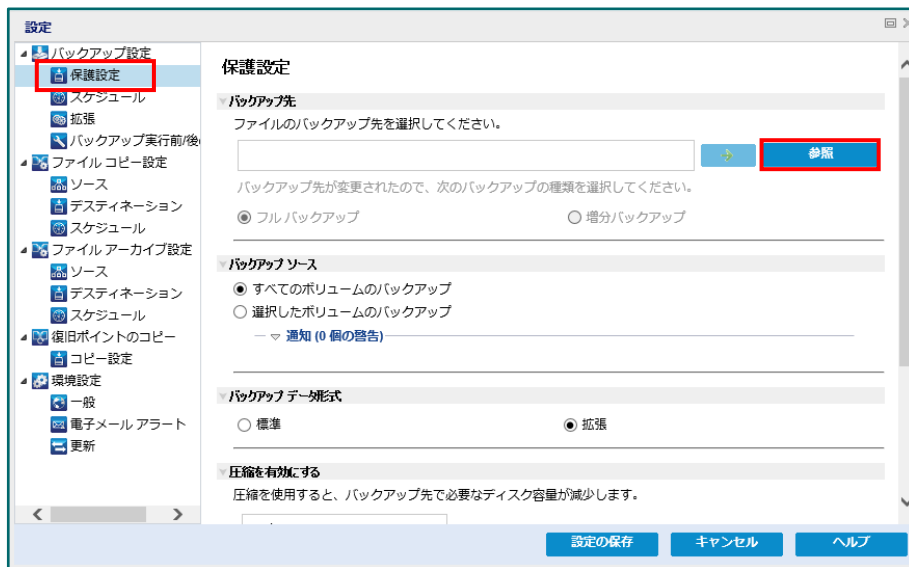 設定
バックアップ設定
保護設定
スケジュール
拡張
バックアップ実行前/後
ファイル コピー設定
ソース
デスティネーション
スケジュール
ファイル アーカイブ設定
ソース
デスティネーション
スケジュール
復旧ポイントのコピー
コピー設定
環境設定
一般
電子メール アラート
更新
保護設定
バックアップ先
ファイルのバックアップ先を選択してください。
参照
バックアップ先が変更されたので、次のバックアップの種類を選択してください。
フル バックアップ
増分バックアップ
バックアップ ソース
すべてのボリュームのバックアップ
選択したボリュームのバックアップ
通知 (0 個の警告)
バックアップ データ形式
標準
拡張
圧縮を有効にする
圧縮を使用すると、バックアップ先で必要なディスク容量が減少します。
設定の保存
キャンセル
ヘルプ